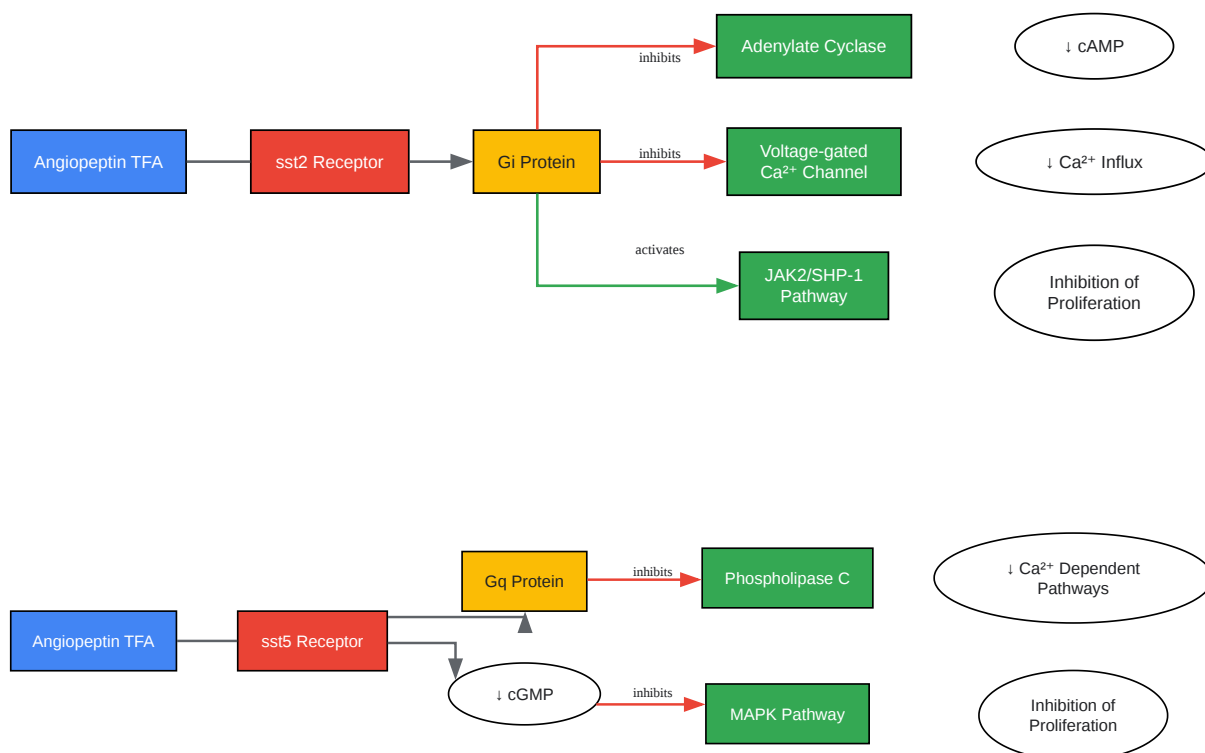 Adenylate Cyclase
↓ cAMP
inhibits
Angiopeptin TFA
sst2 Receptor
Gi Protein
inhibits
Voltage-gated
Ca²⁺ Channel
↓ Ca²⁺ Influx
activates
JAK2/SHP-1
Pathway
Inhibition of
Proliferation
Gq Protein
inhibits
Phospholipase C
↓ Ca²⁺ Dependent
Pathways
Angiopeptin TFA
sst5 Receptor
↓ cGMP
inhibits
MAPK Pathway
Inhibition of
Proliferation